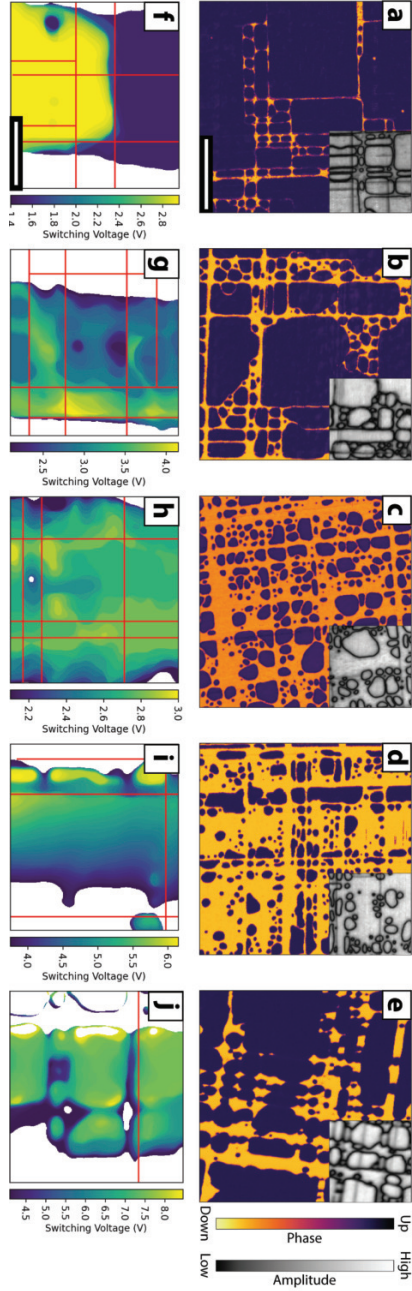 a
b
c
d
e
Up
Phase
Down
High
Amplitude
Low
f
2.8
2.6
2.4
2.2
2.0
1.8
1.6
1.4
Switching Voltage (V)
g
4.0
3.5
3.0
2.5
Switching Voltage (V)
h
3.0
2.8
2.6
2.4
2.2
Switching Voltage (V)
i
6.0
5.5
5.0
4.5
4.0
Switching Voltage (V)
j
8.0
7.5
7.0
6.5
6.0
5.5
5.0
4.5
Switching Voltage (V)